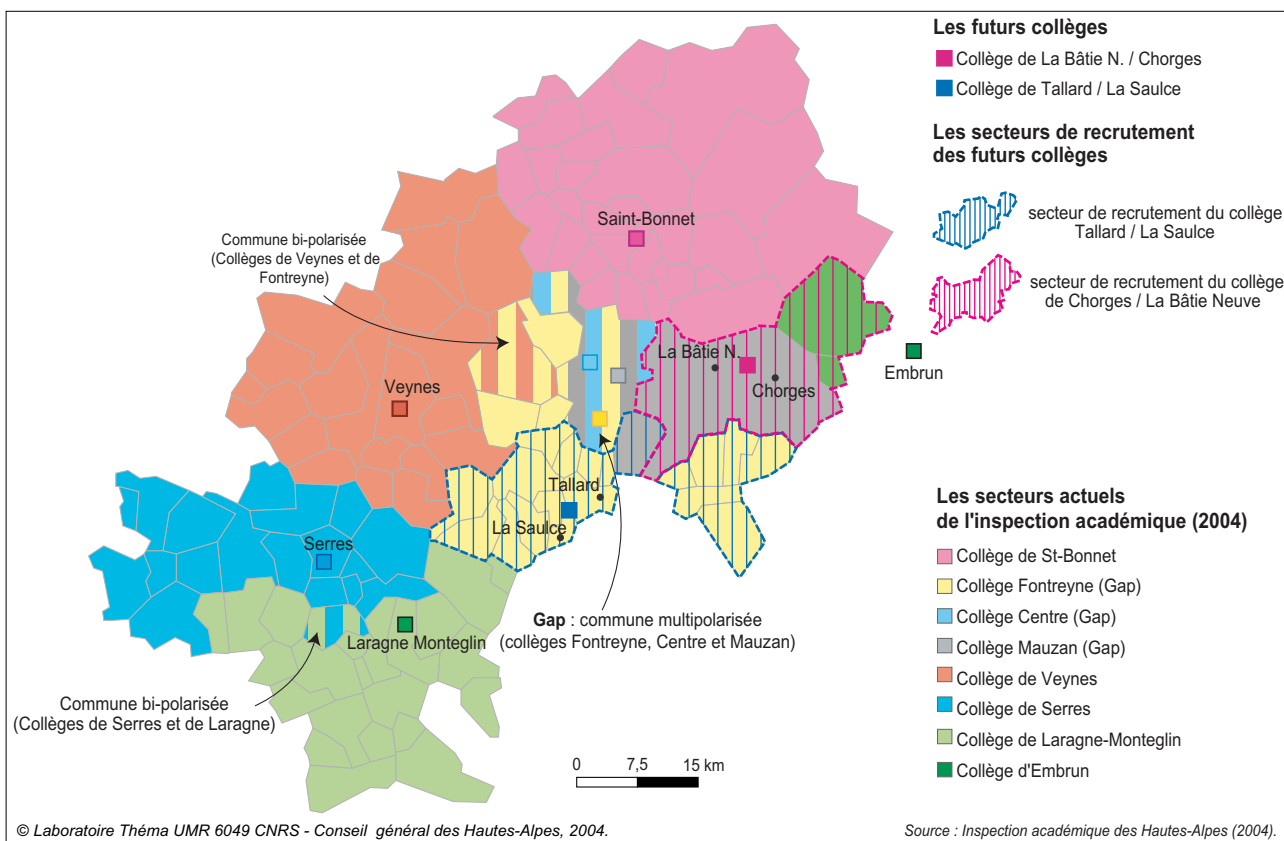 Les futurs collèges
Collège de La Bâtie N. / Chorges
Collège de Tallard / La Saulce
Les secteurs de recrutement
des futurs collèges
secteur de recrutement du collège
Tallard / La Saulce
secteur de recrutement du collège
de Chorges / La Bâtie Neuve
Saint-Bonnet
Commune bi-polarisée
(Collèges de Veynes et de
Fontreyne)
La Bâtie N.
Chorges
Embrun
Veynes
Tallard
La Saulce
Serres
Laragne Monteglin
Gap : commune multipolarisée
(collèges Fontreyne, Centre et Mauzan)
Commune bi-polarisée
(Collèges de Serres et de Laragne)
Les secteurs actuels
de l'inspection académique (2004)
Collège de St-Bonnet
Collège Fontreyne (Gap)
Collège Centre (Gap)
Collège Mauzan (Gap)
Collège de Veynes
Collège de Serres
Collège de Laragne-Monteglin
Collège d'Embrun
0 7,5 15 km
© Laboratoire Théma UMR 6049 CNRS - Conseil général des Hautes-Alpes, 2004.
Source : Inspection académique des Hautes-Alpes (2004).